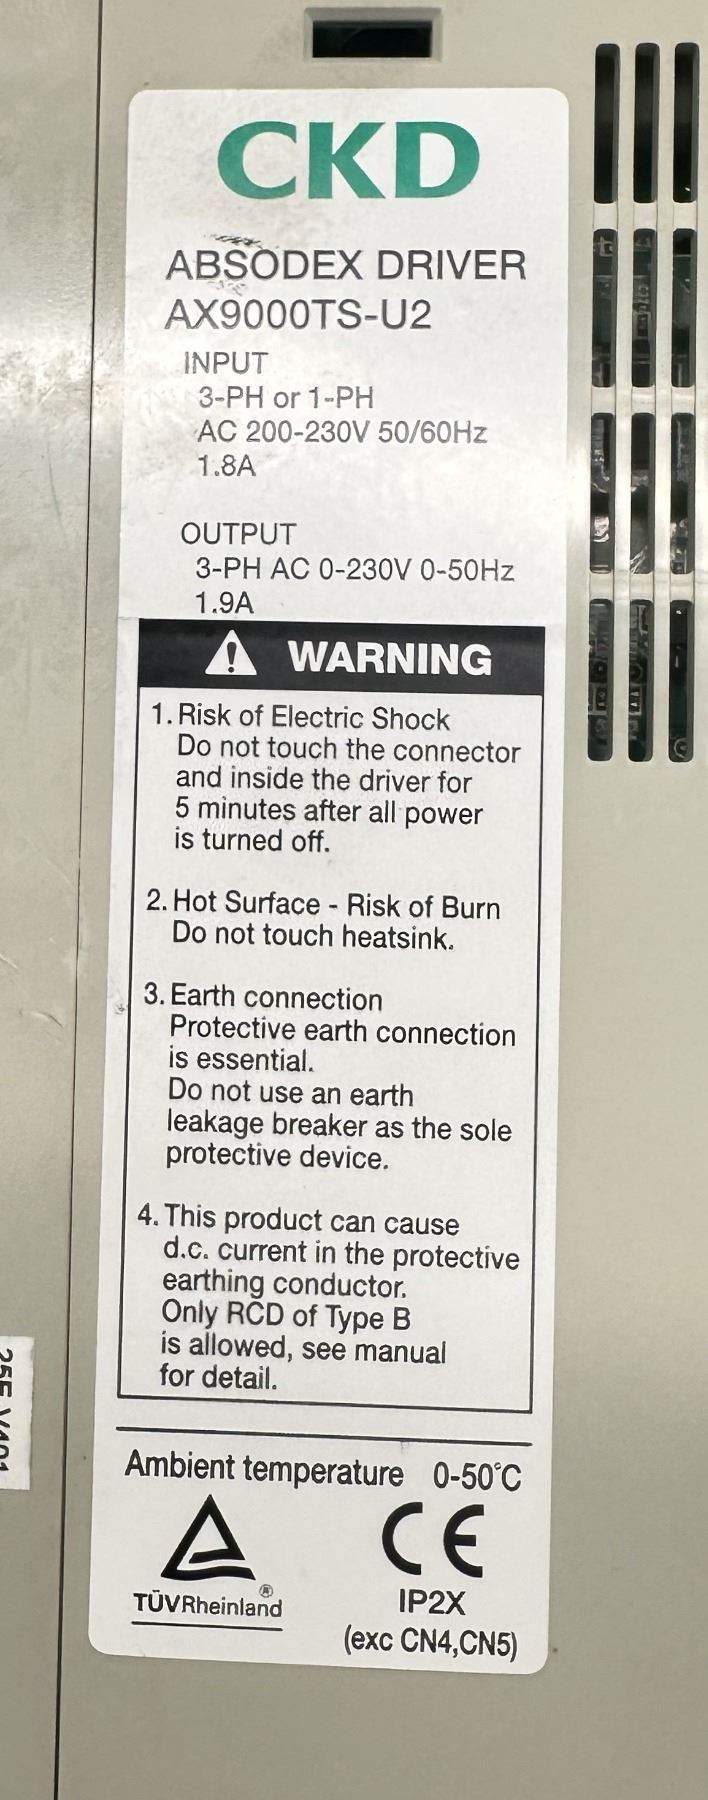 CKD
ABSODEX DRIVER
AX9000TS-U2
INPUT
3-PH or 1-PH
AC 200-230V 50/60Hz
1.8A
OUTPUT
3-PH AC 0-230V 0-50Hz
1.9A
WARNING
1. Risk of Electric Shock
Do not touch the connector
and inside the driver for
5 minutes after all power
is turned off.
2. Hot Surface - Risk of Burn
Do not touch heatsink.
3. Earth connection
Protective earth connection
is essential.
Do not use an earth
leakage breaker as the sole
protective device.
4. This product can cause
d.c. current in the protective
earthing conductor.
Only RCD of Type B
is allowed, see manual
for detail.
Ambient temperature 0-50°C
TÜVRheinland®
CE
IP2X
(exc CN4,CN5)